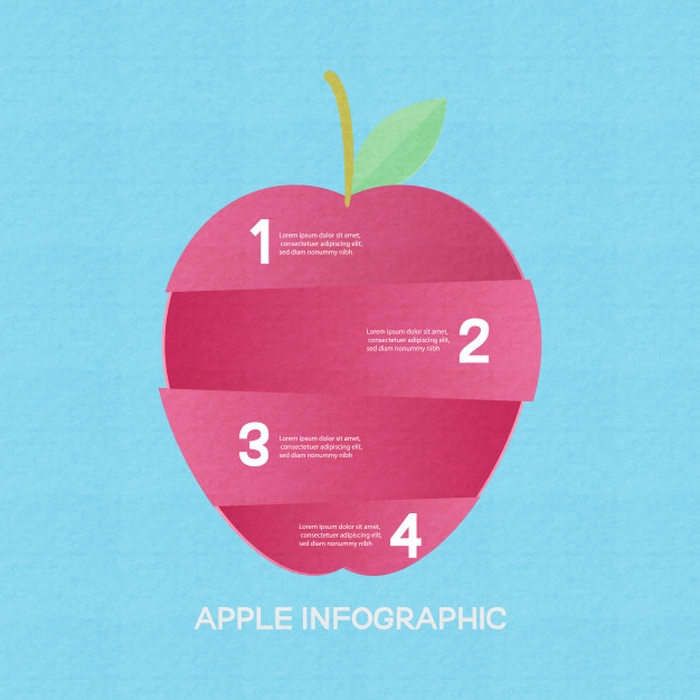 1
Lorem ipsum dolor sit amet,
consectetuer adipiscing elit,
sed diam nonummy nibh
Lorem ipsum dolor sit amet,
consectetuer adipiscing elit,
sed diam nonummy nibh
2
3
Lorem ipsum dolor sit amet,
consectetuer adipiscing elit,
sed diam nonummy nibh
Lorem ipsum dolor sit amet,
consectetuer adipiscing elit,
sed diam nonummy nibh
4
APPLE INFOGRAPHIC